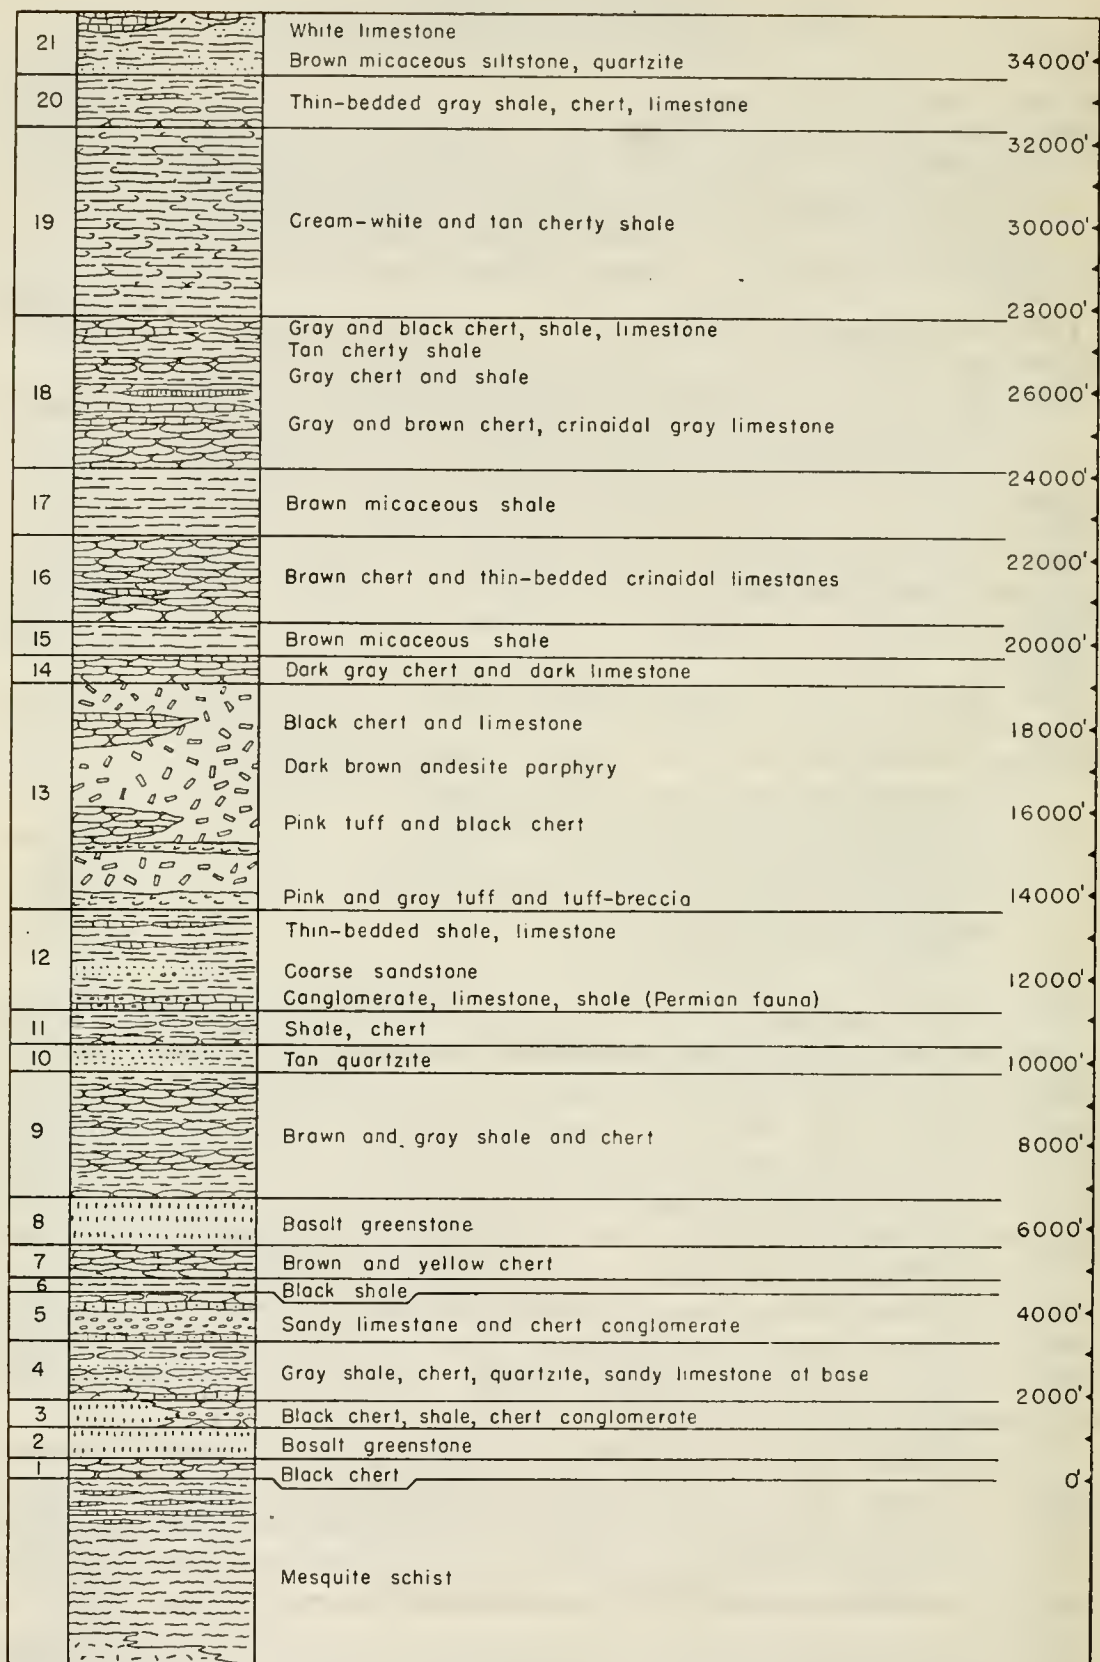 21
White limestone
Brown micaceous siltstone, quartzite
34000'
20
Thin-bedded gray shale, chert, limestone
32000'
19
Cream-white and tan cherty shale
30000'
28000'
18
Gray and black chert, shale, limestone
Tan cherty shale
Gray chert and shale
26000'
Gray and brown chert, crinoidal gray limestone
24000'
17
Brown micaceous shale
22000'
16
Brown chert and thin-bedded crinoidal limestones
15
Brown micaceous shale
20000'
14
Dark gray chert and dark limestone
13
Black chert and limestone
18000'
Dark brown andesite porphyry
16000'
Pink tuff and black chert
Pink and gray tuff and tuff-breccia
14000'
12
Thin-bedded shale, limestone
Coarse sandstone
12000'
Conglomerate, limestone, shale (Permian fauna)
11
Shale, chert
10
Tan quartzite
10000'
9
Brown and gray shale and chert
8000'
8
Basalt greenstone
6000'
7
Brown and yellow chert
6
Black shale
5
Sandy limestone and chert conglomerate
4000'
4
Gray shale, chert, quartzite, sandy limestone at base
2000'
3
Black chert, shale, chert conglomerate
2
Basalt greenstone
1
Black chert
0'
Mesquite schist